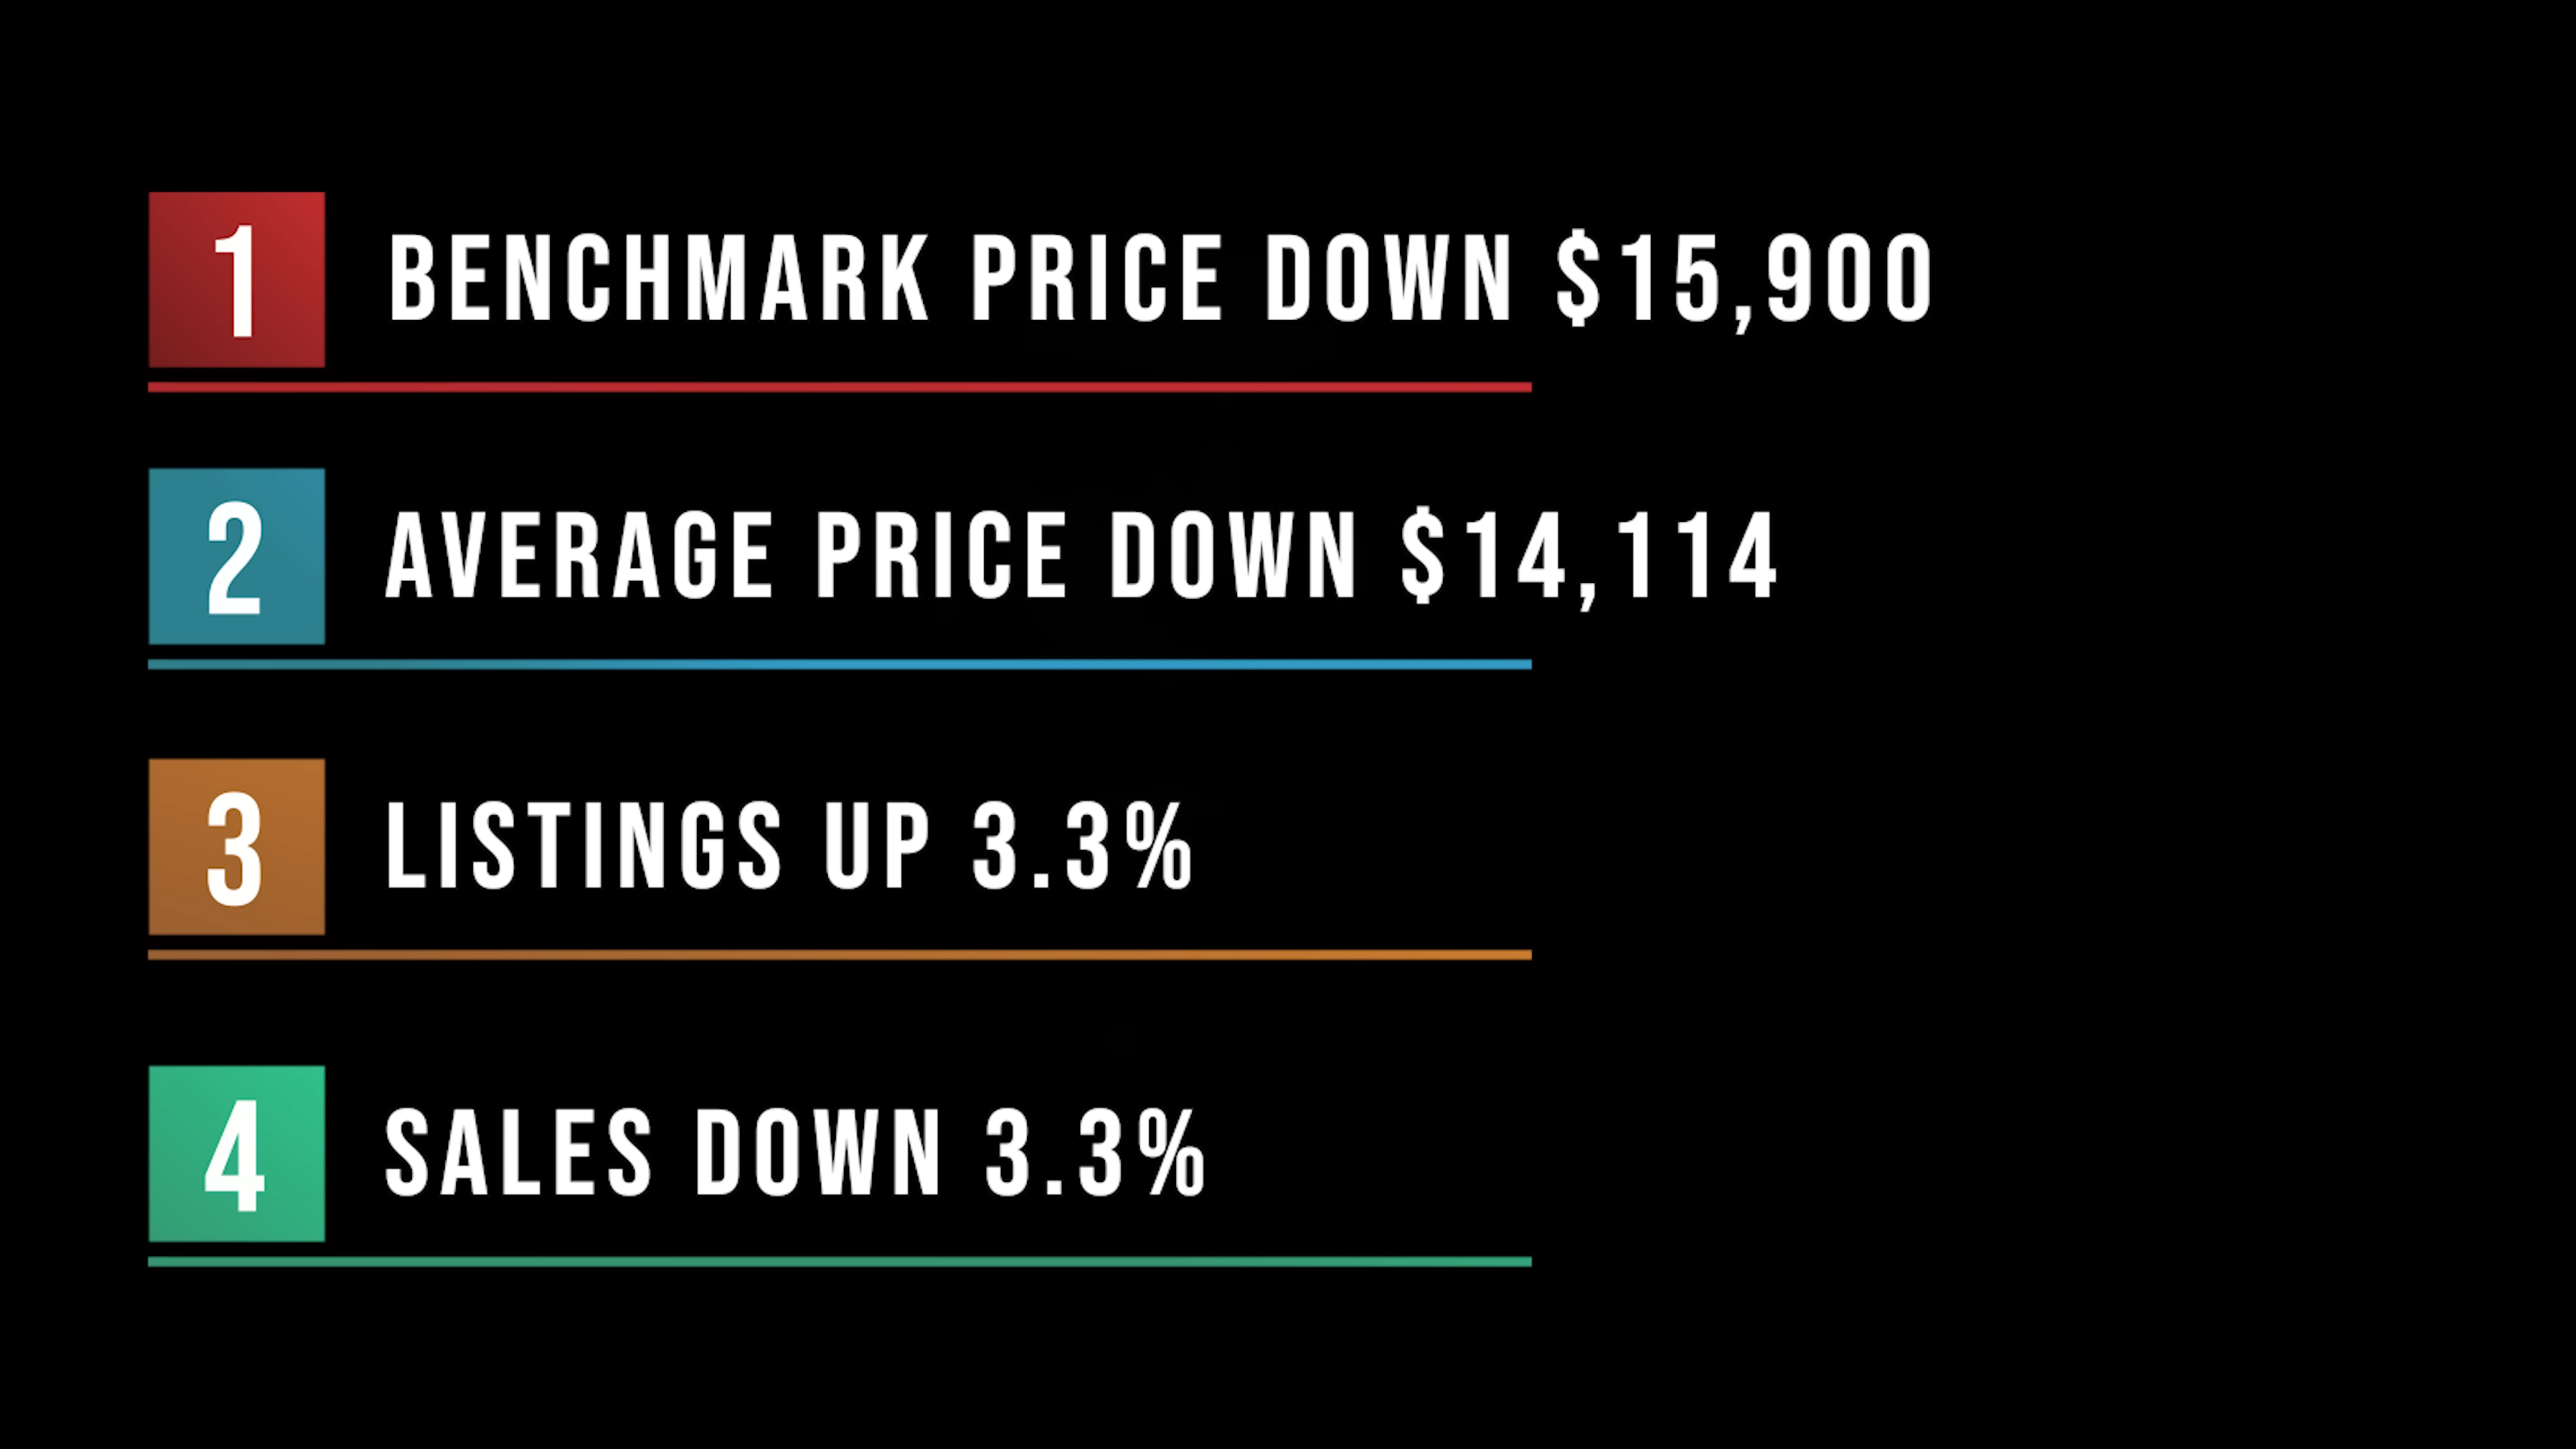 1 BENCHMARK PRICE DOWN $15,900
2 AVERAGE PRICE DOWN $14,114
3 LISTINGS UP 3.3%
4 SALES DOWN 3.3%